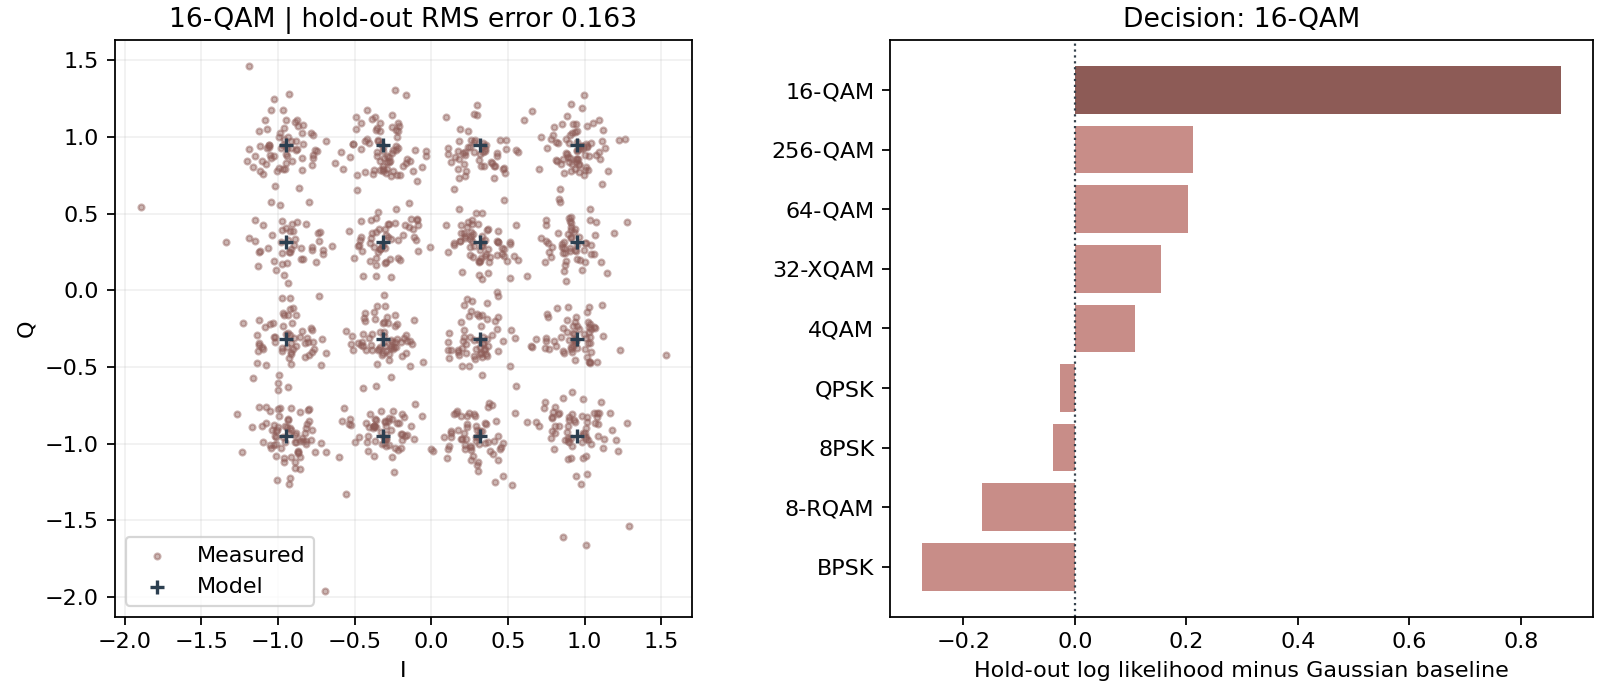 16-QAM | hold-out RMS error 0.163
1.5
1.0
0.5
0.0
−0.5
−1.0
−1.5
−2.0
Q
Measured
Model
−2.0 −1.5 −1.0 −0.5 0.0 0.5 1.0 1.5
I
Decision: 16-QAM
16-QAM
256-QAM
64-QAM
32-XQAM
4QAM
QPSK
8PSK
8-RQAM
BPSK
−0.2 0.0 0.2 0.4 0.6 0.8
Hold-out log likelihood minus Gaussian baseline